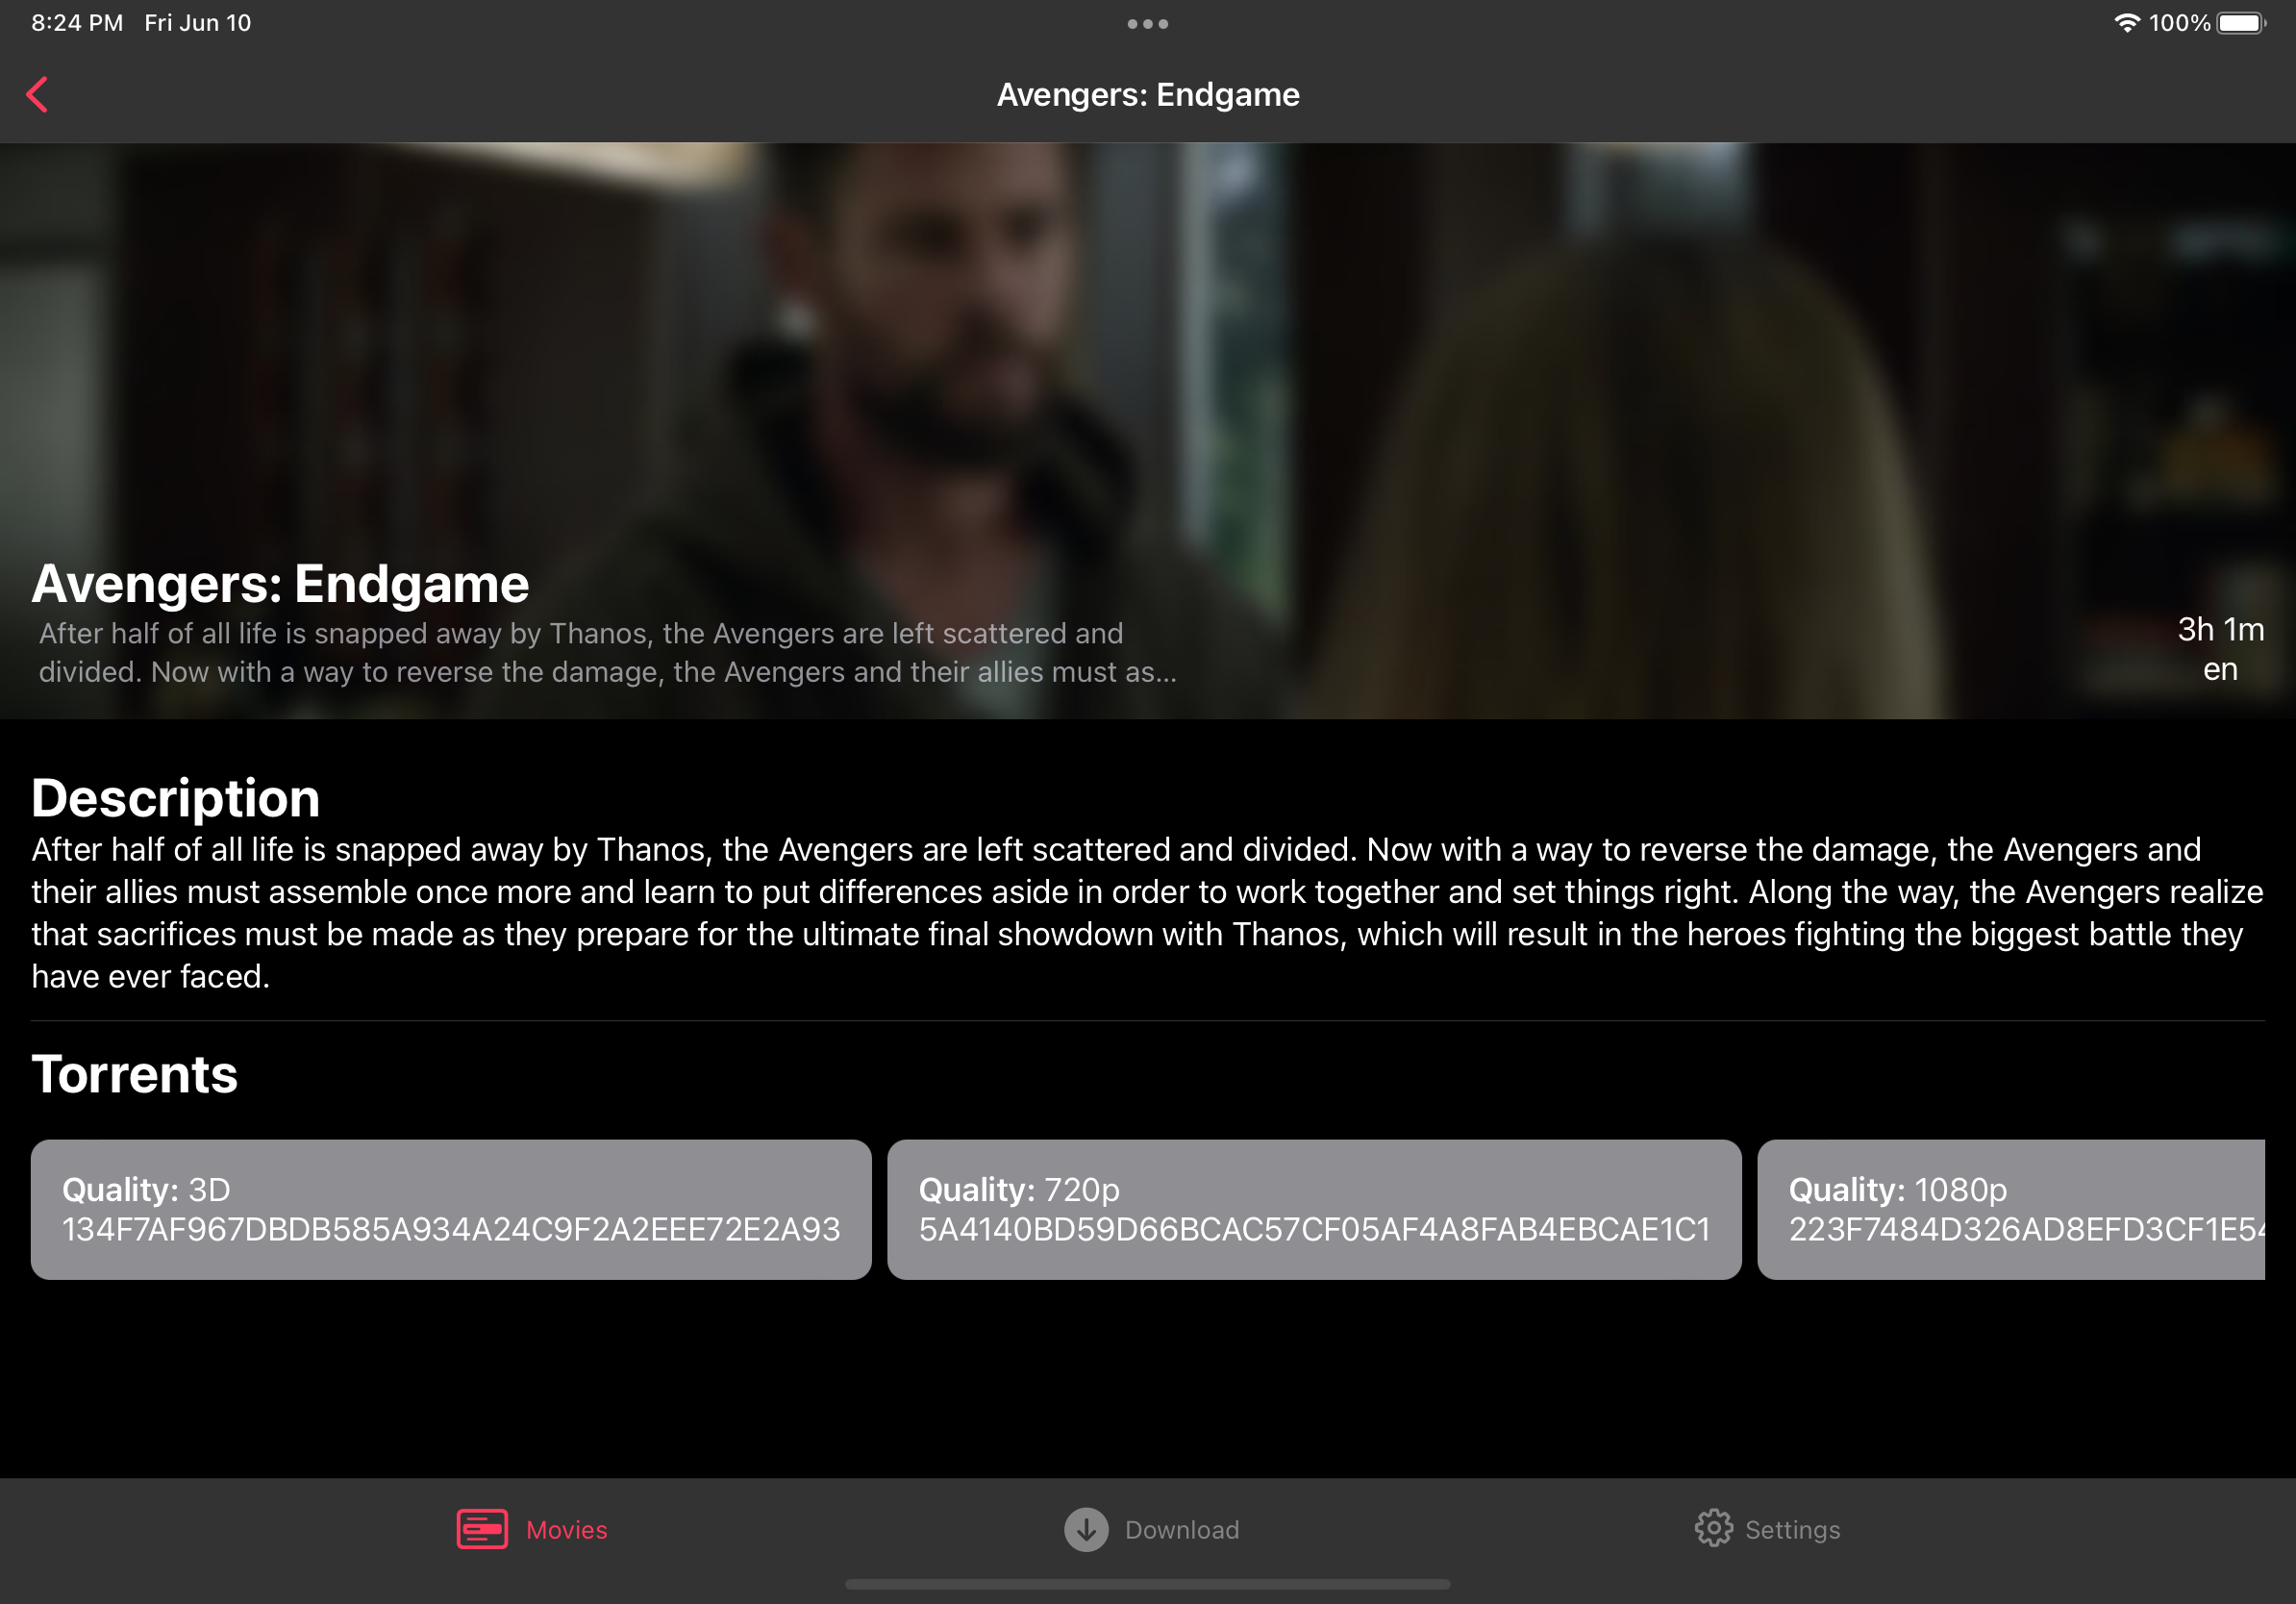 8:24 PM Fri Jun 10
100%
Avengers: Endgame
Avengers: Endgame
After half of all life is snapped away by Thanos, the Avengers are left scattered and
divided. Now with a way to reverse the damage, the Avengers and their allies must as...
3h 1m
en
Description
After half of all life is snapped away by Thanos, the Avengers are left scattered and divided. Now with a way to reverse the damage, the Avengers and
their allies must assemble once more and learn to put differences aside in order to work together and set things right. Along the way, the Avengers realize
that sacrifices must be made as they prepare for the ultimate final showdown with Thanos, which will result in the heroes fighting the biggest battle they
have ever faced.
Torrents
Quality: 3D
134F7AF967DBDB585A934A24C9F2A2EEE72E2A93
Quality: 720p
5A4140BD59D66BCAC57CF05AF4A8FAB4EBCAE1C1
Quality: 1080p
223F7484D326AD8EFD3CF1E54
Movies
Download
Settings